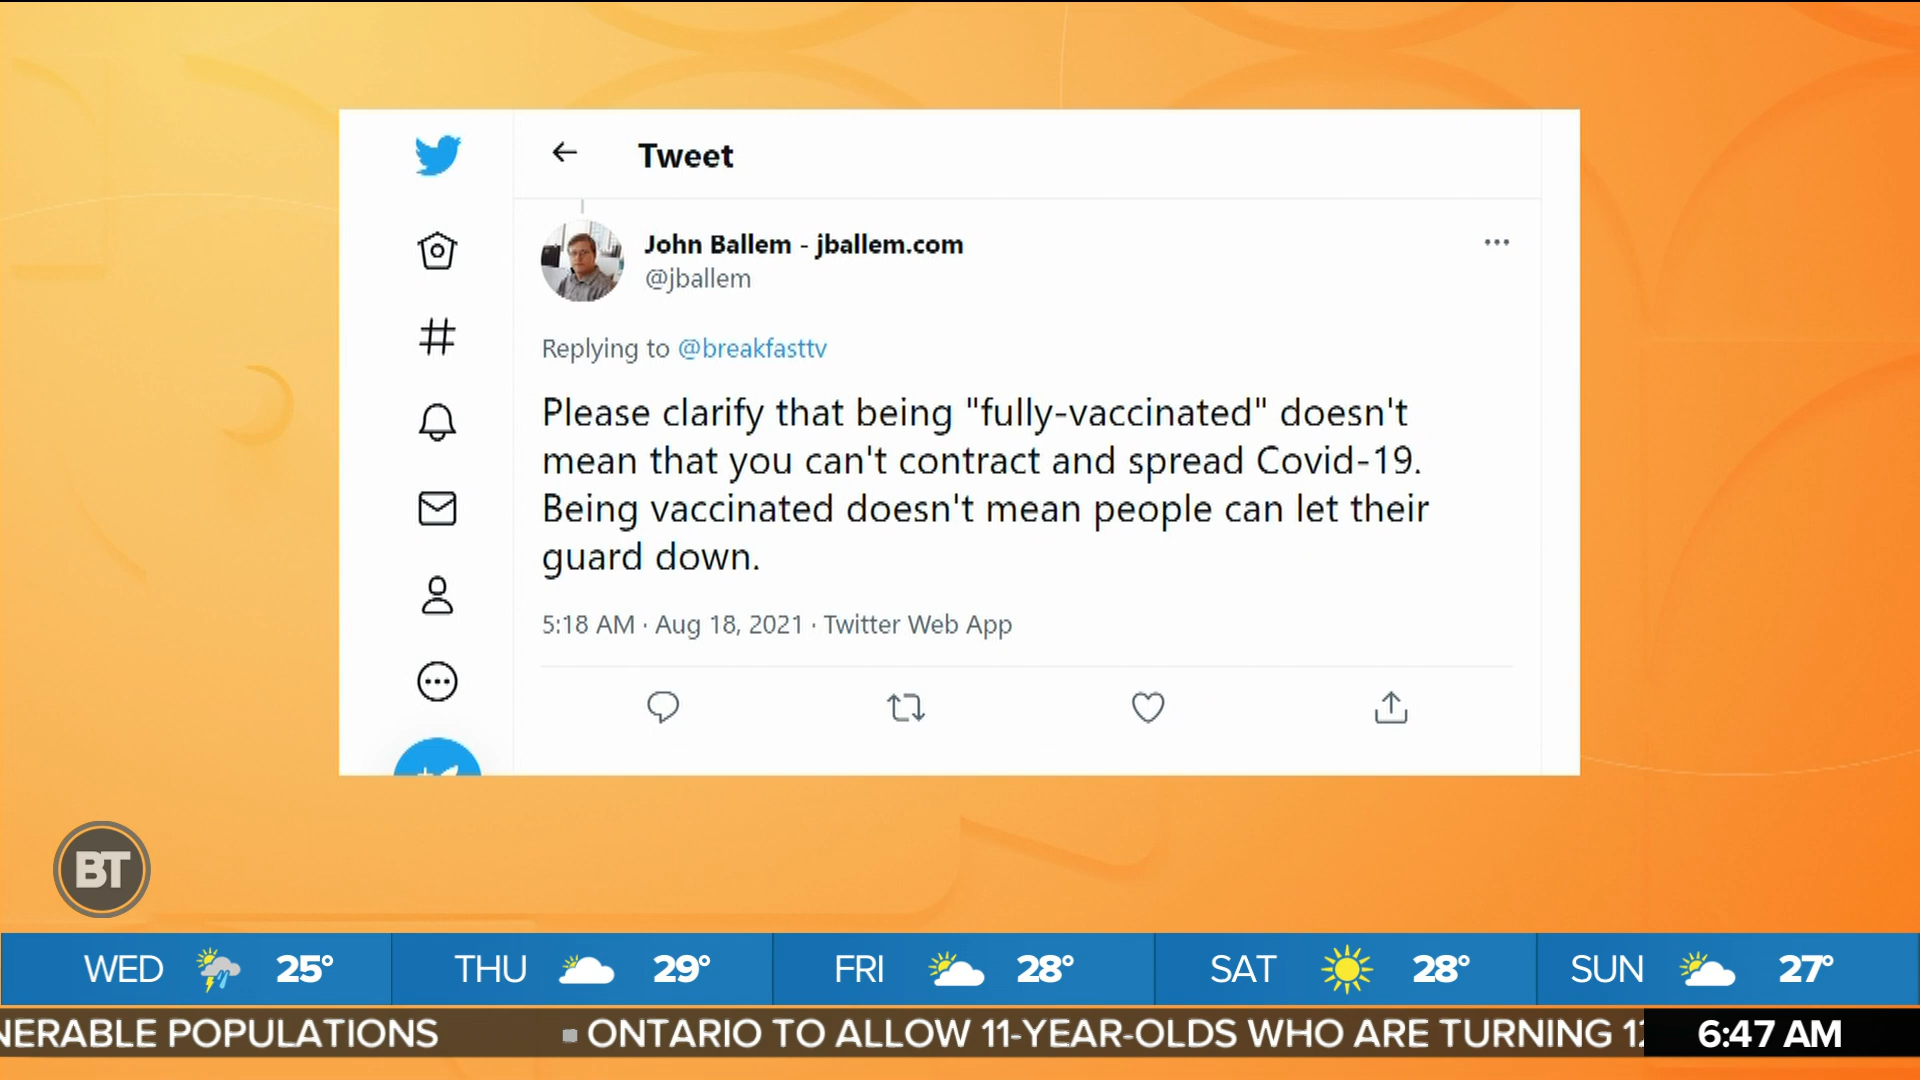 Tweet
John Ballem - jballem.com
@jballem
Replying to @breakfasttv
Please clarify that being "fully-vaccinated" doesn't
mean that you can't contract and spread Covid-19.
Being vaccinated doesn't mean people can let their
guard down.
5:18 AM · Aug 18, 2021 · Twitter Web App
BT
WED 25° THU 29° FRI 28° SAT 28° SUN 27°
NERABLE POPULATIONS ONTARIO TO ALLOW 11-YEAR-OLDS WHO ARE TURNING 12 6:47 AM